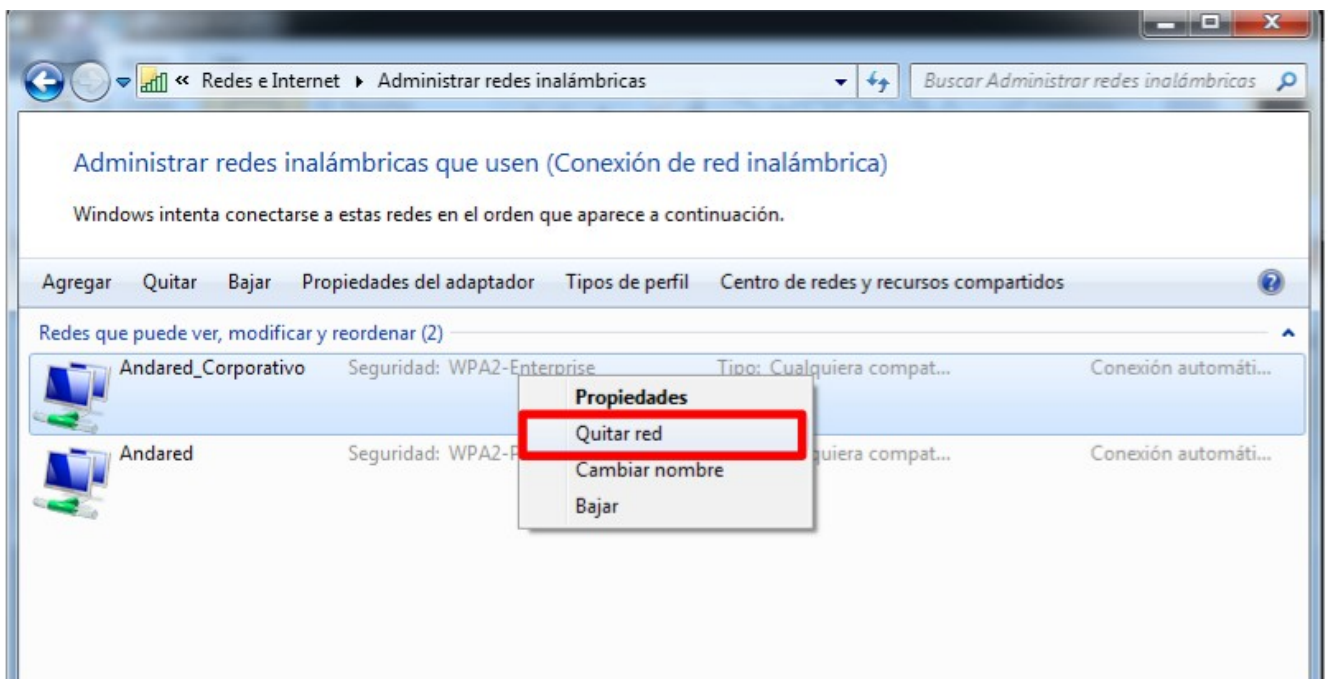 « Redes e Internet ▸ Administrar redes inalámbricas
Buscar Administrar redes inalámbricas
Administrar redes inalámbricas que usen (Conexión de red inalámbrica)
Windows intenta conectarse a estas redes en el orden que aparece a continuación.
Agregar Quitar Bajar Propiedades del adaptador Tipos de perfil Centro de redes y recursos compartidos
Redes que puede ver, modificar y reordenar (2)
Andared_Corporativo Seguridad: WPA2-Enterprise Tipo: Cualquiera compat... Conexión automáti...
Propiedades
Quitar red
Cambiar nombre
Bajar
Andared Seguridad: WPA2-P quiera compat... Conexión automáti...